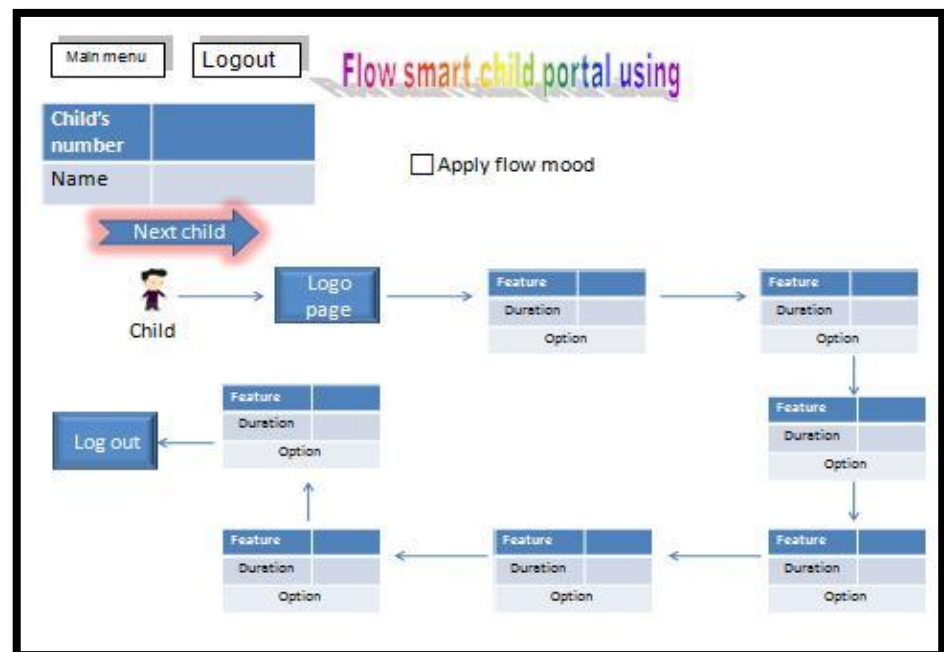 Main menu
Logout
Flow smart child portal using
Child's
number
Name
Apply flow mood
Next child
Child
Logo
page
Feature
Duration
Option
Feature
Duration
Option
Feature
Duration
Option
Feature
Duration
Option
Feature
Duration
Option
Feature
Duration
Option
Feature
Duration
Option
Log out